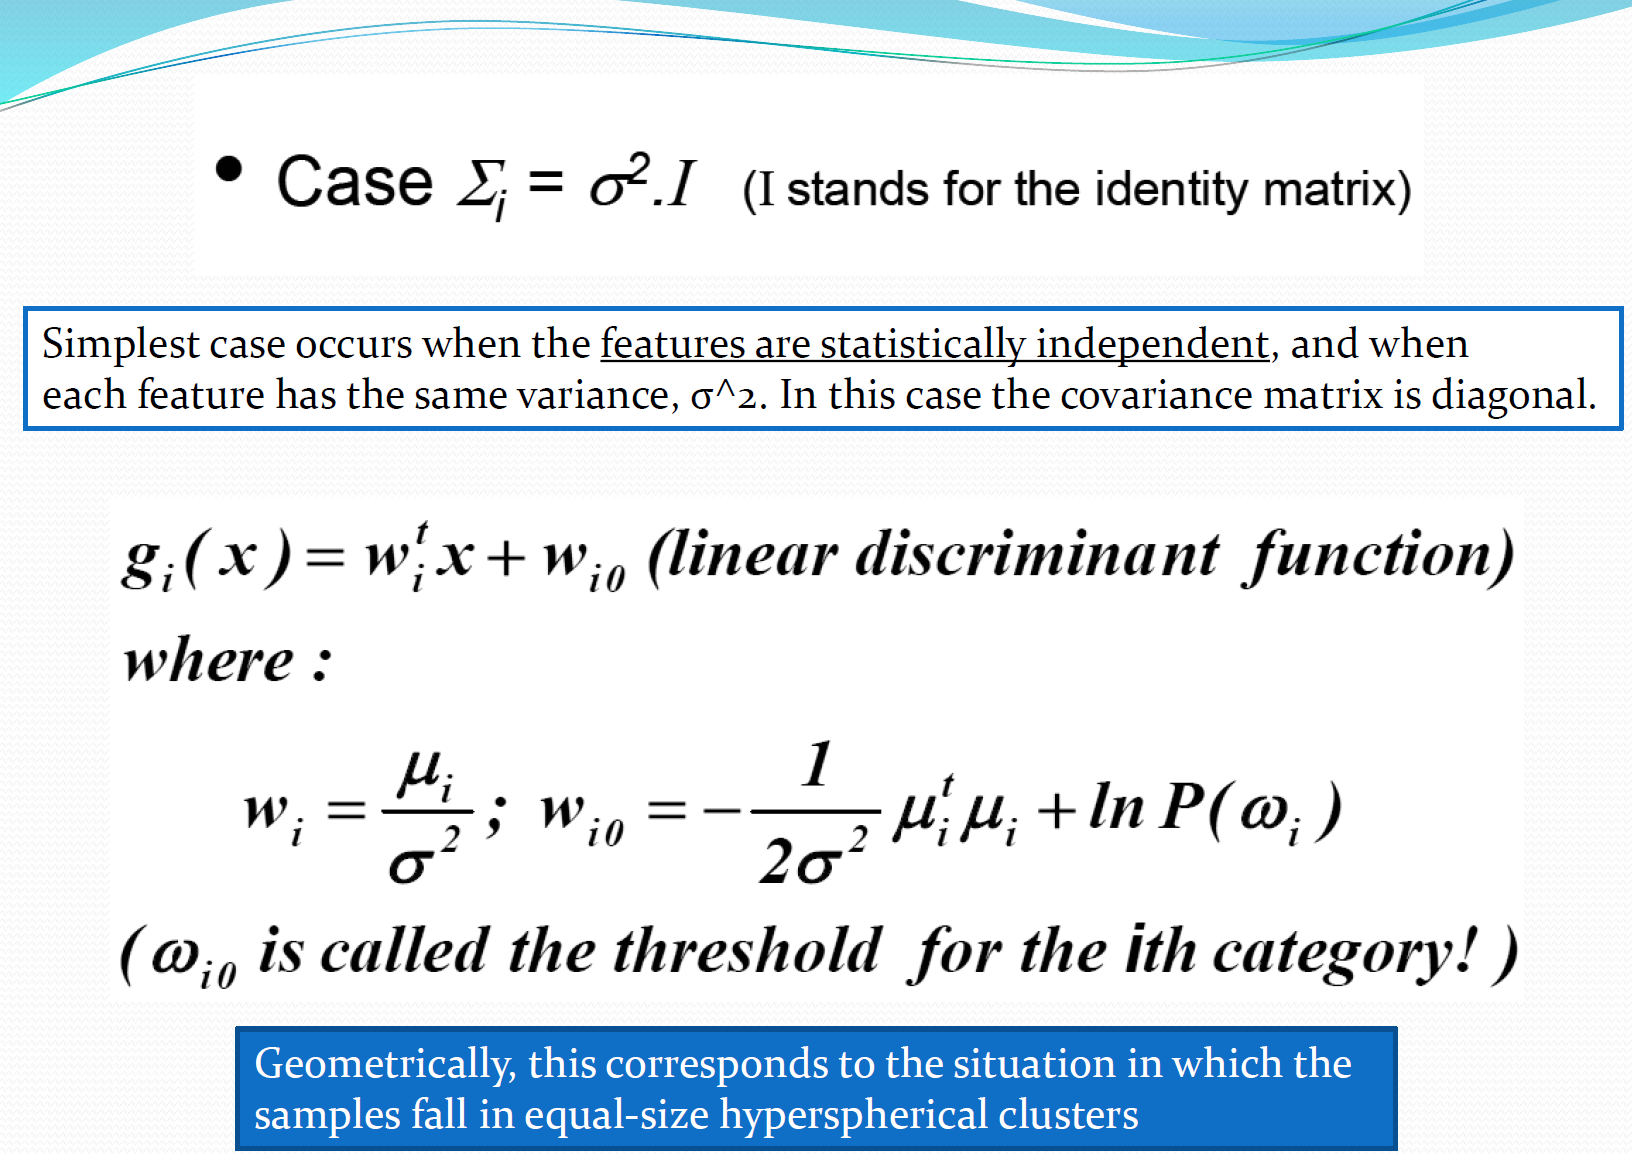 • Case Σᵢ = σ².I (I stands for the identity matrix)
Simplest case occurs when the features are statistically independent, and when
each feature has the same variance, σ^2. In this case the covariance matrix is diagonal.
gᵢ( x ) = wᵢᵗ x + wᵢ₀ (linear discriminant function)
where :
wᵢ = μᵢ / σ² ; wᵢ₀ = − 1 / 2σ² μᵢᵗ μᵢ + ln P( ωᵢ )
( ωᵢ₀ is called the threshold for the ith category! )
Geometrically, this corresponds to the situation in which the
samples fall in equal-size hyperspherical clusters